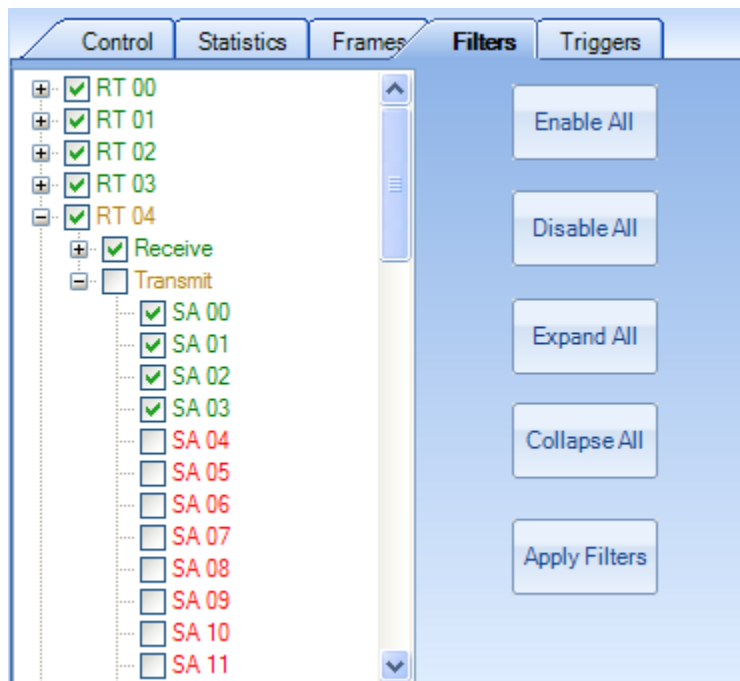 Control Statistics Frames Filters Triggers
RT 00
RT 01
RT 02
RT 03
RT 04
Receive
Transmit
SA 00
SA 01
SA 02
SA 03
SA 04
SA 05
SA 06
SA 07
SA 08
SA 09
SA 10
SA 11
Enable All
Disable All
Expand All
Collapse All
Apply Filters